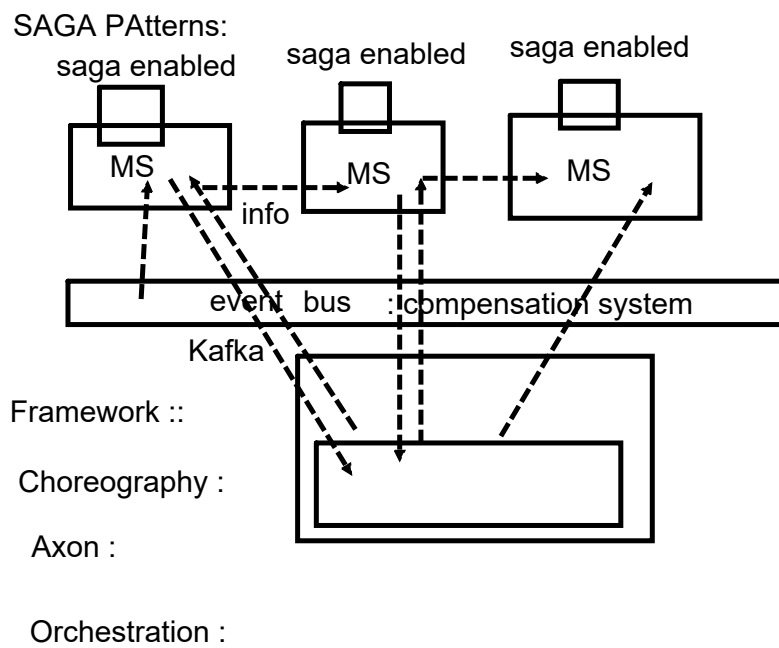 SAGA PAtterns:
saga enabled
saga enabled
saga enabled
MS
MS
MS
info
event bus : compensation system
Kafka
Framework ::
Choreography :
Axon :
Orchestration :